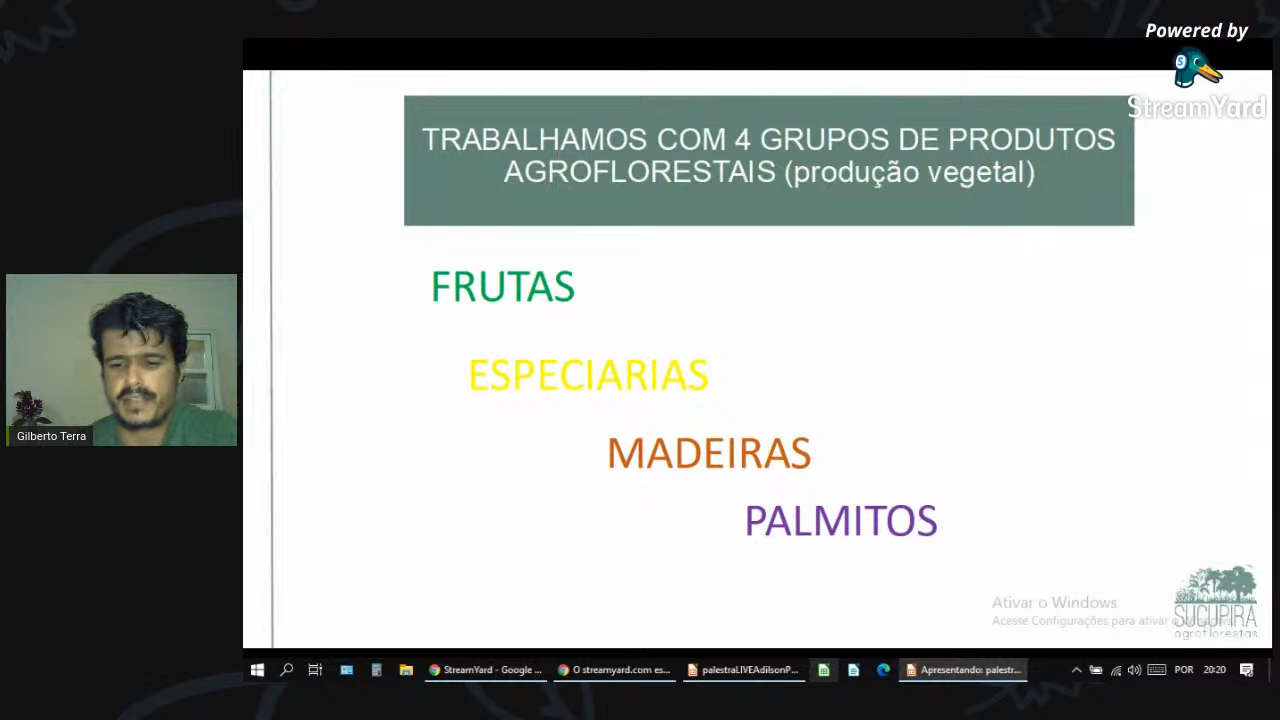 Powered by
StreamYard
TRABALHAMOS COM 4 GRUPOS DE PRODUTOS
AGROFLORESTAIS (produção vegetal)
FRUTAS
ESPECIARIAS
MADEIRAS
PALMITOS
Gilberto Terra
Ativar o Windows
Acesse Configurações para ativar o
SUCUPIRA
agroflorestas
StreamYard - Google ...
O streamyard.com es...
palestraLIVEAdilsonP...
Apresentando: palestr...
POR
20:20